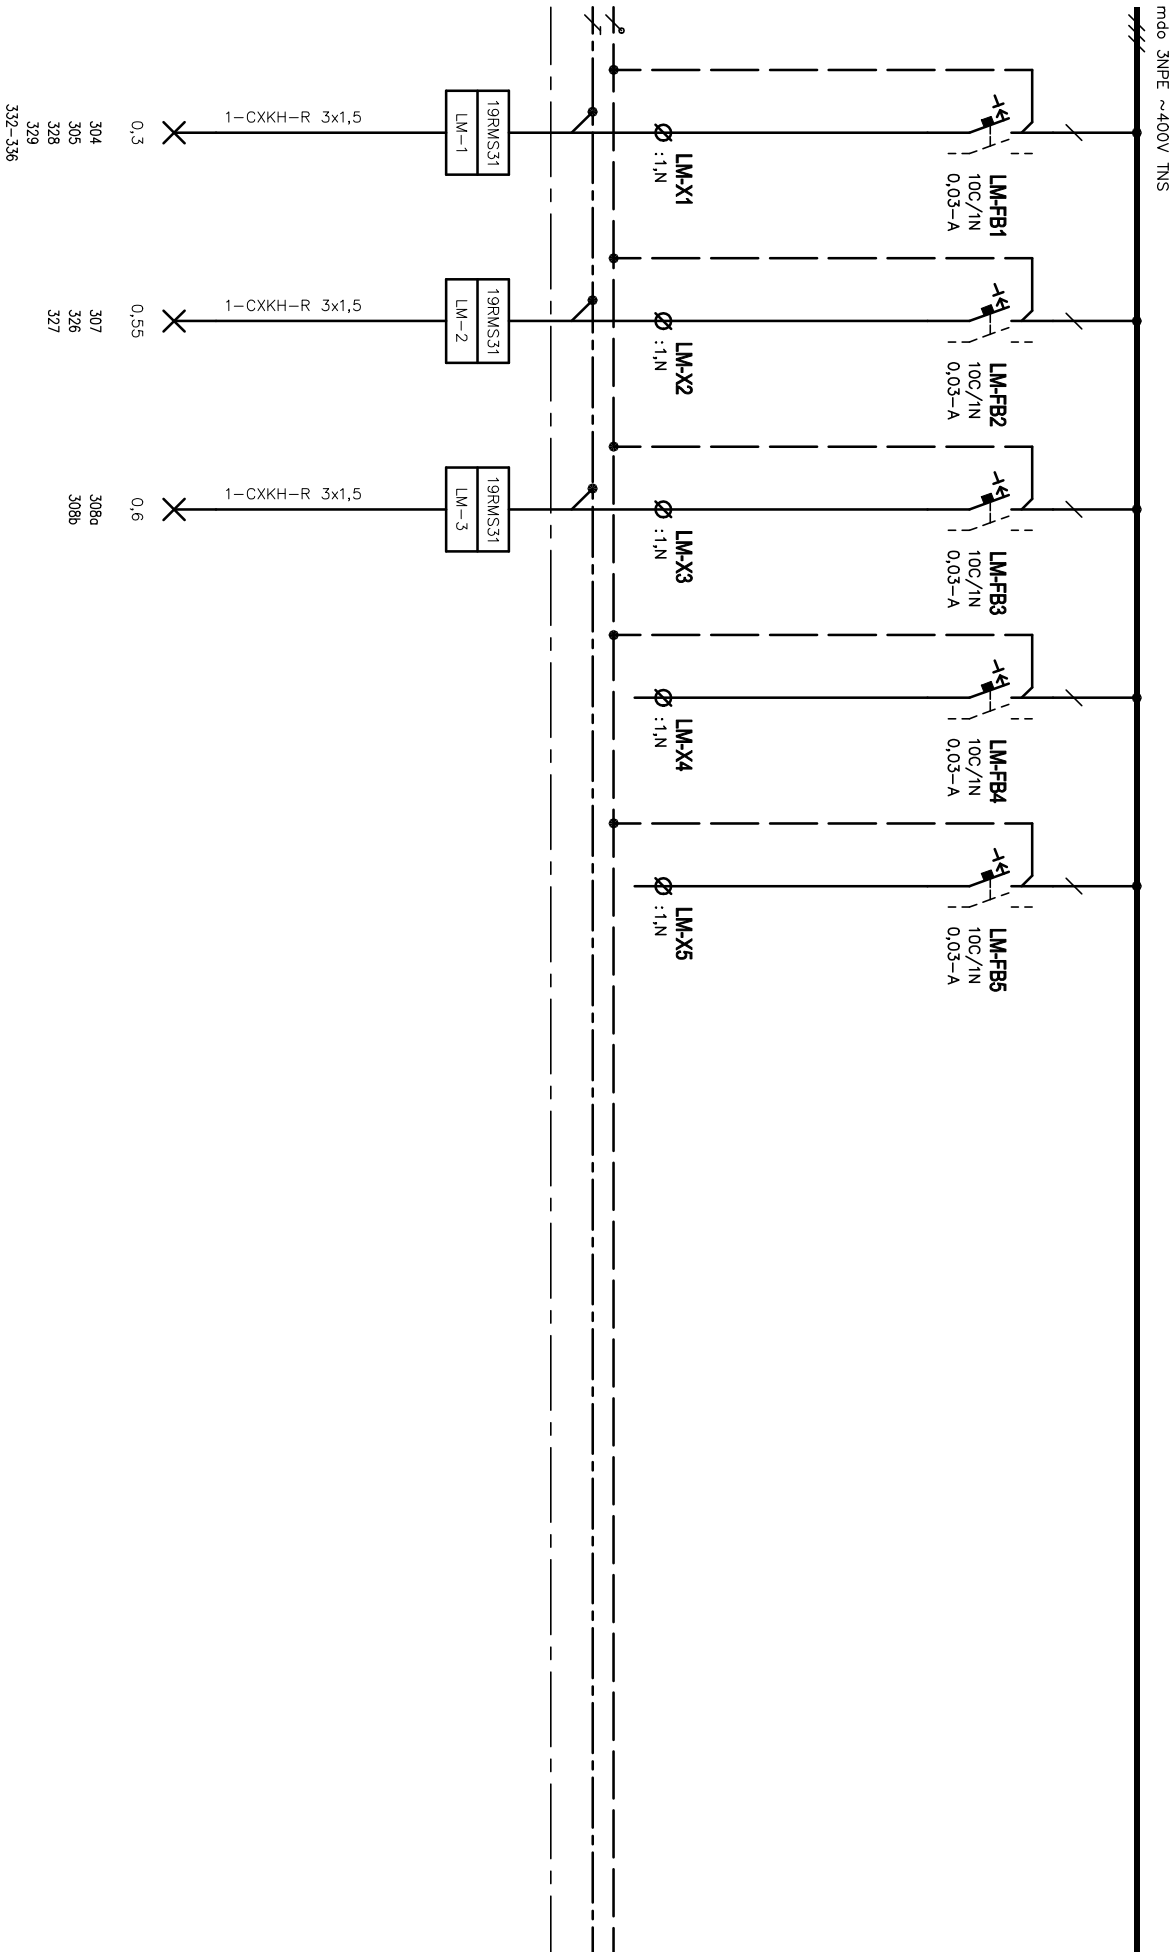 mdo 3NPE ~400V TNS
LM-FB1
10C/1N
0,03-A
LM-X1
:1,N
19RMS31
LM-1
1-CXKH-R 3x1,5
0,3
304
305
328
329
332-336
LM-FB2
10C/1N
0,03-A
LM-X2
:1,N
19RMS31
LM-2
1-CXKH-R 3x1,5
0,55
307
326
327
LM-FB3
10C/1N
0,03-A
LM-X3
:1,N
19RMS31
LM-3
1-CXKH-R 3x1,5
0,6
308a
308b
LM-FB4
10C/1N
0,03-A
LM-X4
:1,N
LM-FB5
10C/1N
0,03-A
LM-X5
:1,N